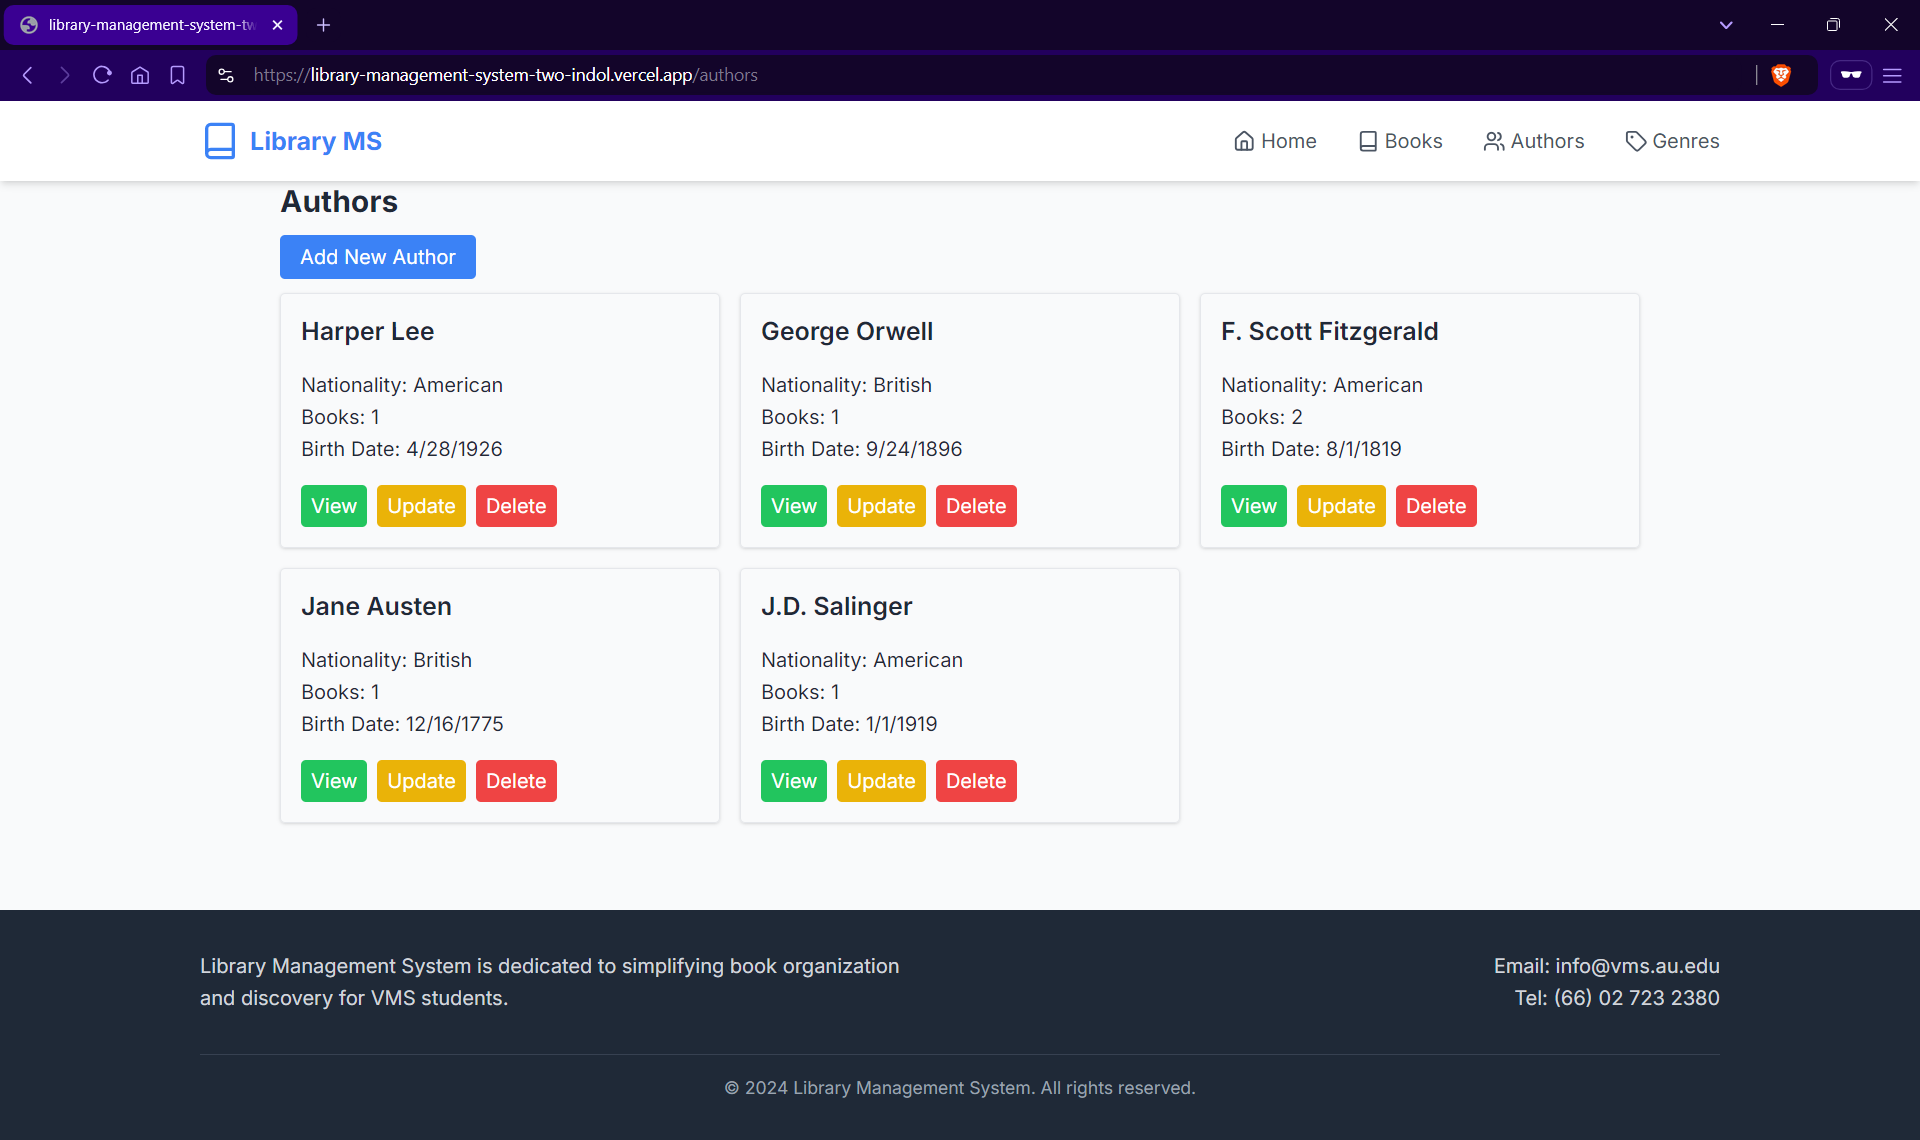 library-management-system-tw
https://library-management-system-two-indol.vercel.app/authors
Library MS
Home
Books
Authors
Genres
Authors
Add New Author
Harper Lee
Nationality: American
Books: 1
Birth Date: 4/28/1926
View
Update
Delete
George Orwell
Nationality: British
Books: 1
Birth Date: 9/24/1896
View
Update
Delete
F. Scott Fitzgerald
Nationality: American
Books: 2
Birth Date: 8/1/1819
View
Update
Delete
Jane Austen
Nationality: British
Books: 1
Birth Date: 12/16/1775
View
Update
Delete
J.D. Salinger
Nationality: American
Books: 1
Birth Date: 1/1/1919
View
Update
Delete
Library Management System is dedicated to simplifying book organization
and discovery for VMS students.
Email: info@vms.au.edu
Tel: (66) 02 723 2380
© 2024 Library Management System. All rights reserved.